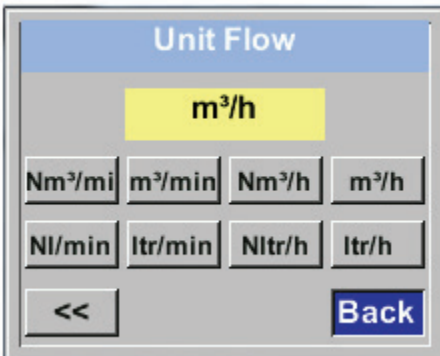 Unit Flow
m³/h
Nm³/mi m³/min Nm³/h m³/h
Nl/min ltr/min Nltr/h ltr/h
<< Back